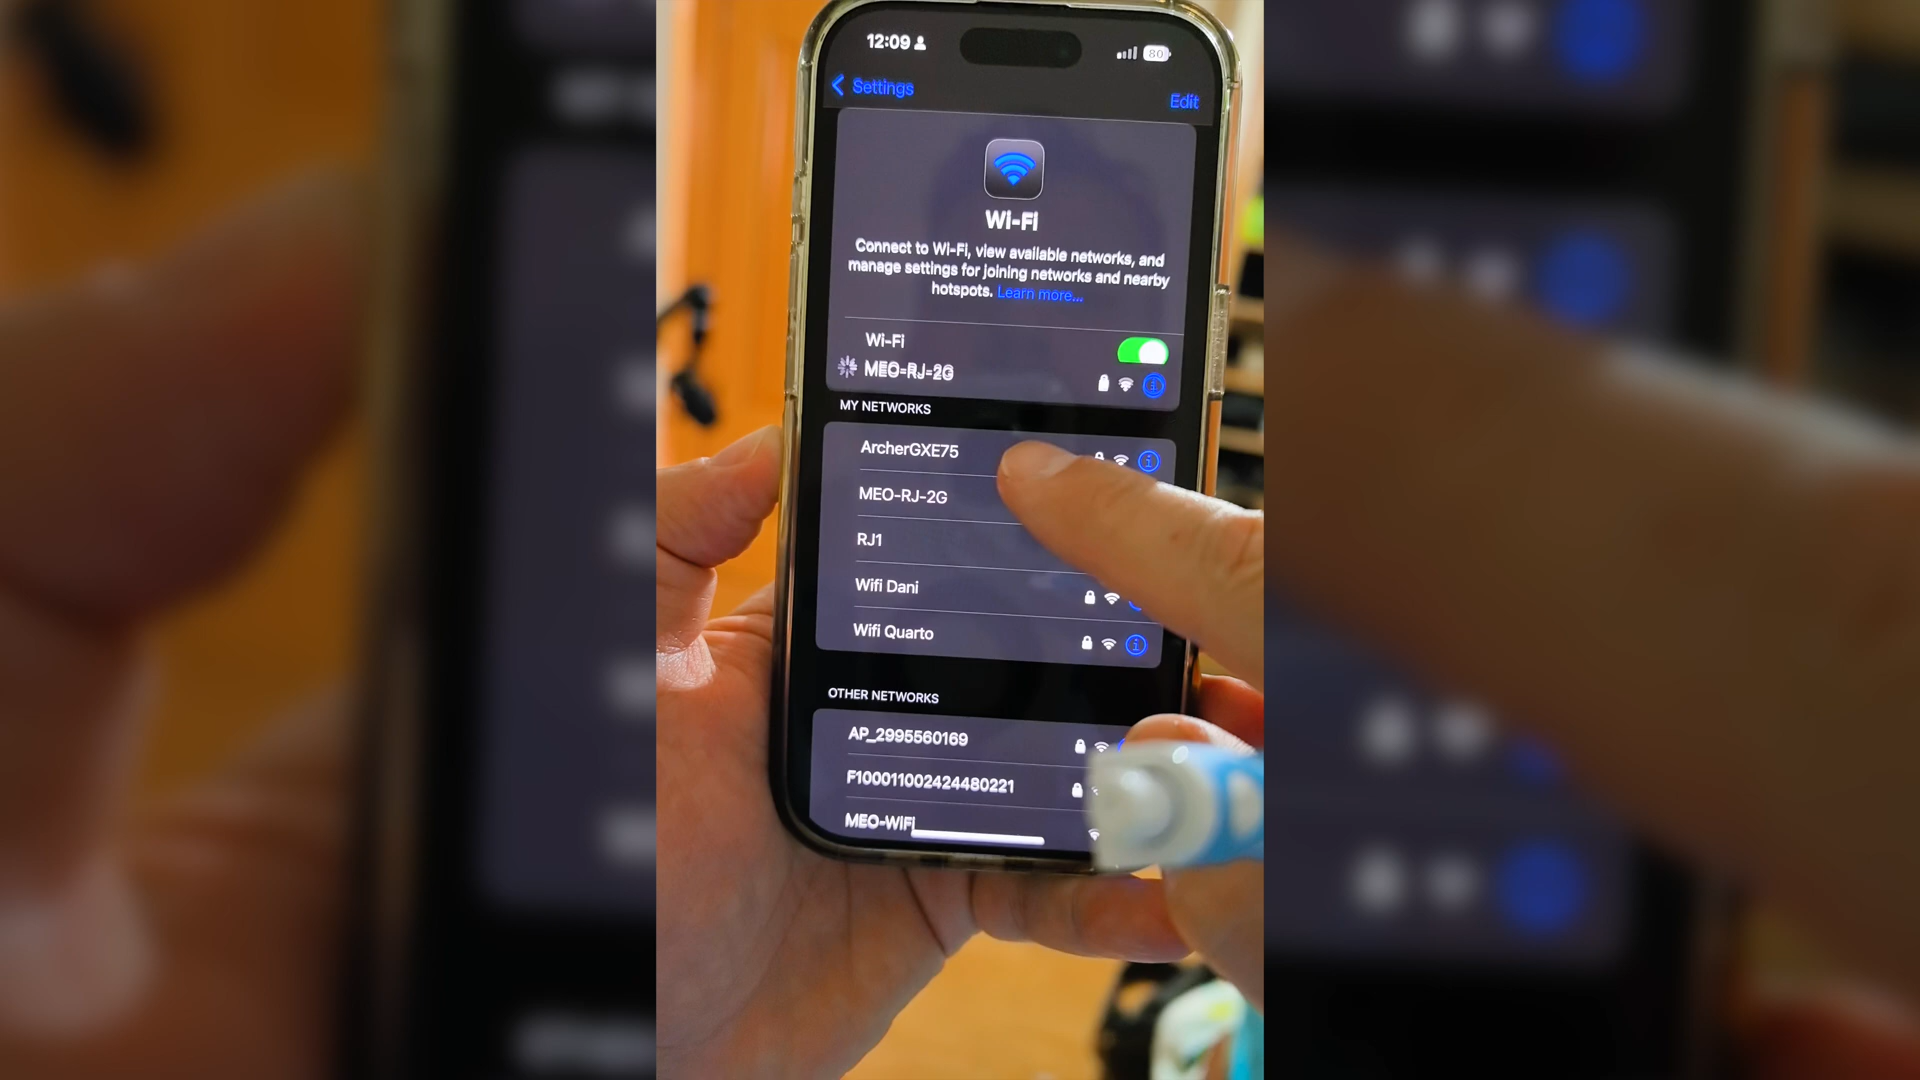 12:09
80
Settings
Edit
Wi-Fi
Connect to Wi-Fi, view available networks, and
manage settings for joining networks and nearby
hotspots. Learn more...
Wi-Fi
MEO-RJ-2G
MY NETWORKS
ArcherGXE75
MEO-RJ-2G
RJ1
Wifi Dani
Wifi Quarto
OTHER NETWORKS
AP_2995560169
F100011002424480221
MEO-WiFi